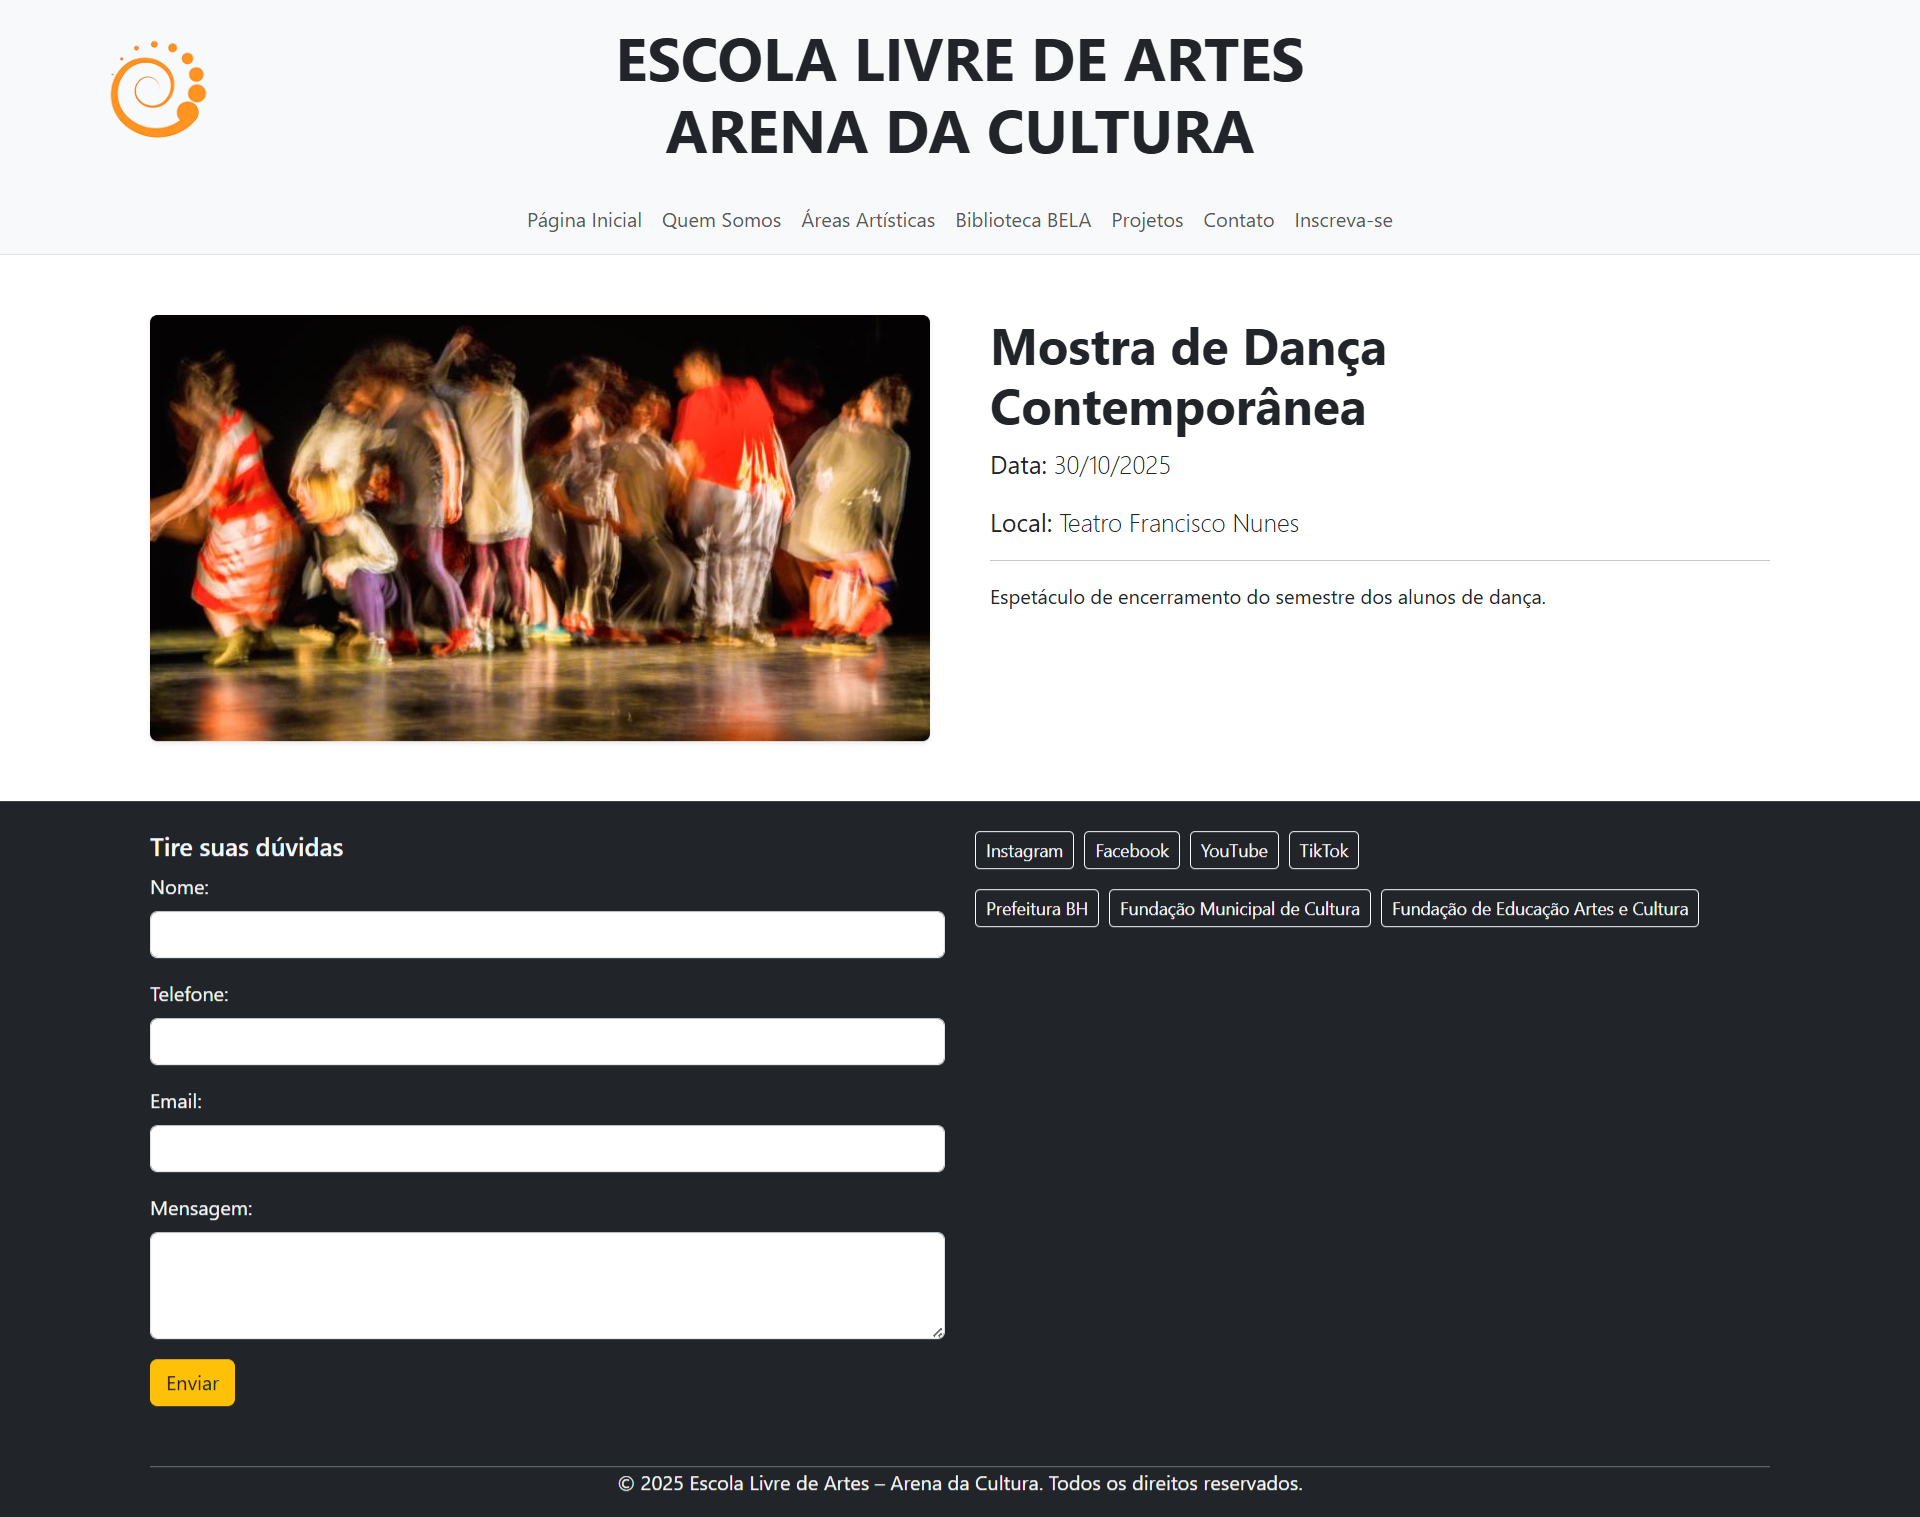 ESCOLA LIVRE DE ARTES
ARENA DA CULTURA
Página Inicial Quem Somos Áreas Artísticas Biblioteca BELA Projetos Contato Inscreva-se
Mostra de Dança
Contemporânea
Data: 30/10/2025
Local: Teatro Francisco Nunes
Espetáculo de encerramento do semestre dos alunos de dança.
Tire suas dúvidas
Nome:
Telefone:
Email:
Mensagem:
Enviar
Instagram Facebook YouTube TikTok
Prefeitura BH Fundação Municipal de Cultura Fundação de Educação Artes e Cultura
© 2025 Escola Livre de Artes – Arena da Cultura. Todos os direitos reservados.